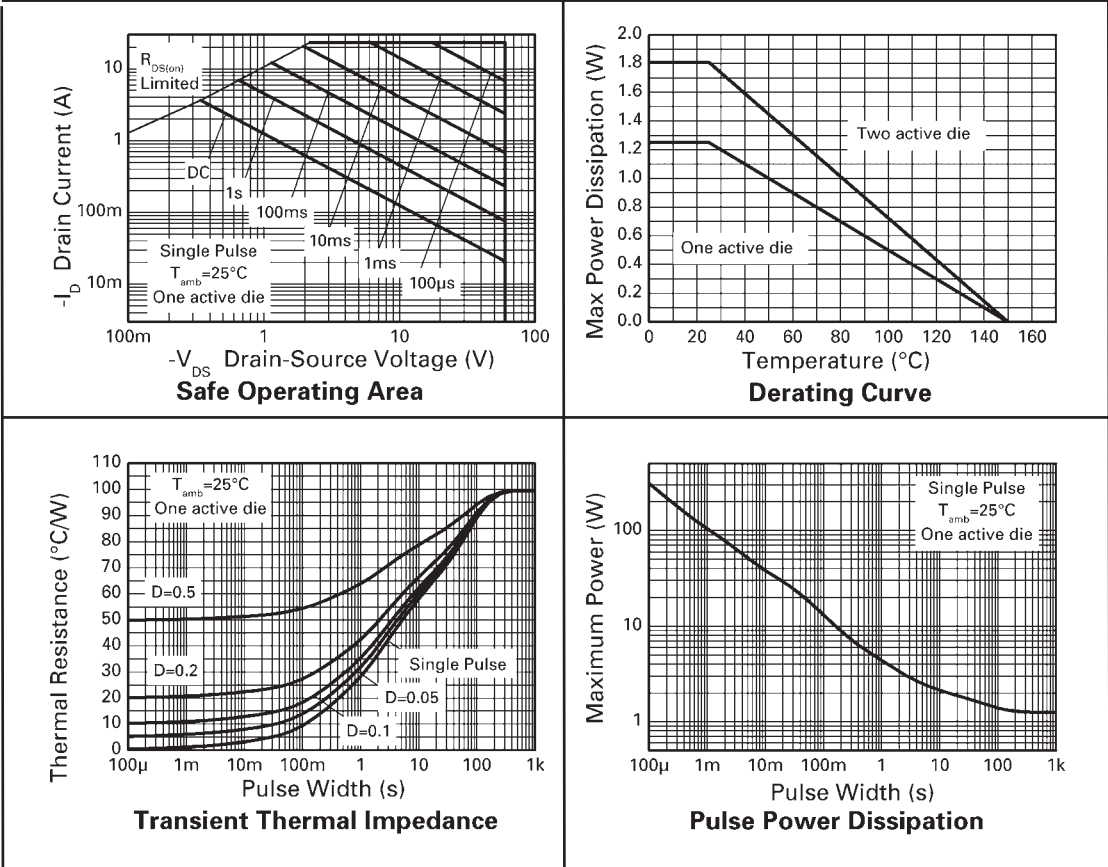 10
1
100m
10m
R_DS(on)
Limited
DC
1s
100ms
10ms
1ms
100µs
Single Pulse
T_amb=25°C
One active die
100m
1
10
100
-I_D Drain Current (A)
-V_DS Drain-Source Voltage (V)
Safe Operating Area
2.0
1.8
1.6
1.4
1.2
1.0
0.8
0.6
0.4
0.2
0.0
Two active die
One active die
0
20
40
60
80
100
120
140
160
Max Power Dissipation (W)
Temperature (°C)
Derating Curve
110
100
90
80
70
60
50
40
30
20
10
0
T_amb=25°C
One active die
D=0.5
D=0.2
Single Pulse
D=0.05
D=0.1
100µ
1m
10m
100m
1
10
100
1k
Thermal Resistance (°C/W)
Pulse Width (s)
Transient Thermal Impedance
100
10
1
Single Pulse
T_amb=25°C
One active die
100µ
1m
10m
100m
1
10
100
1k
Maximum Power (W)
Pulse Width (s)
Pulse Power Dissipation